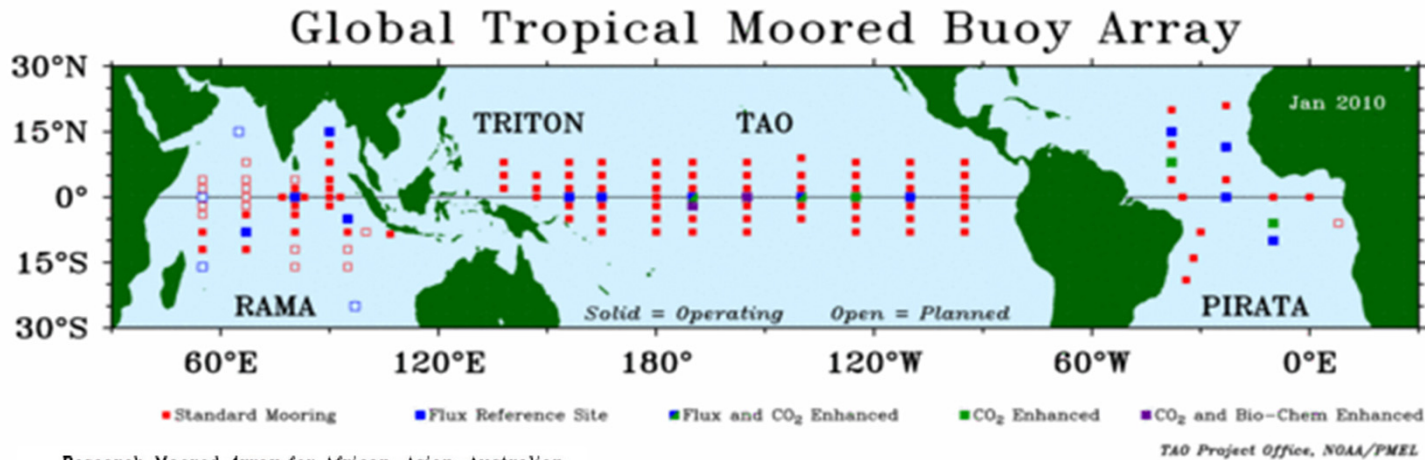 Global Tropical Moored Buoy Array
30°N
15°N
0°
15°S
30°S
TRITON
TAO
Jan 2010
RAMA
Solid = Operating
Open = Planned
PIRATA
60°E
120°E
180°
120°W
60°W
0°E
Standard Mooring
Flux Reference Site
Flux and CO₂ Enhanced
CO₂ Enhanced
CO₂ and Bio-Chem Enhanced
TAO Project Office, NOAA/PMEL